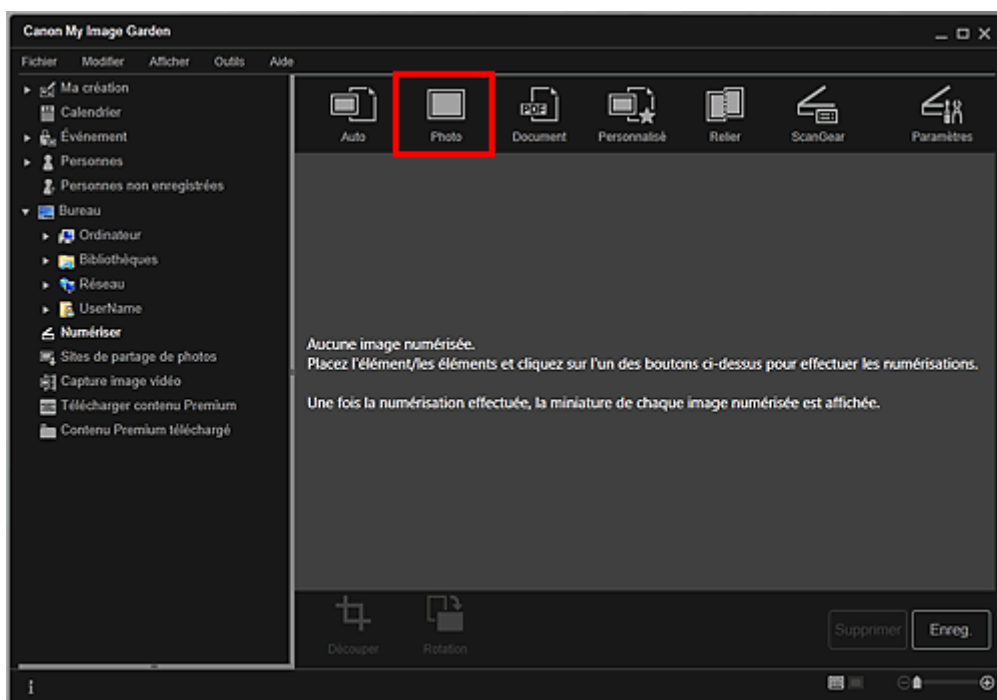 Canon My Image Garden
Fichier Modifier Afficher Outils Aide
Ma création
Calendrier
Événement
Personnes
Personnes non enregistrées
Bureau
Ordinateur
Bibliothèques
Réseau
UserName
Numériser
Sites de partage de photos
Capture image vidéo
Télécharger contenu Premium
Contenu Premium téléchargé
PDF
Auto Photo Document Personnalisé Relier ScanGear Paramètres
Aucune image numérisée.
Placez l'élément/les éléments et cliquez sur l'un des boutons ci-dessus pour effectuer les numérisations.
Une fois la numérisation effectuée, la miniature de chaque image numérisée est affichée.
Découper Rotation Supprimer Enreg.